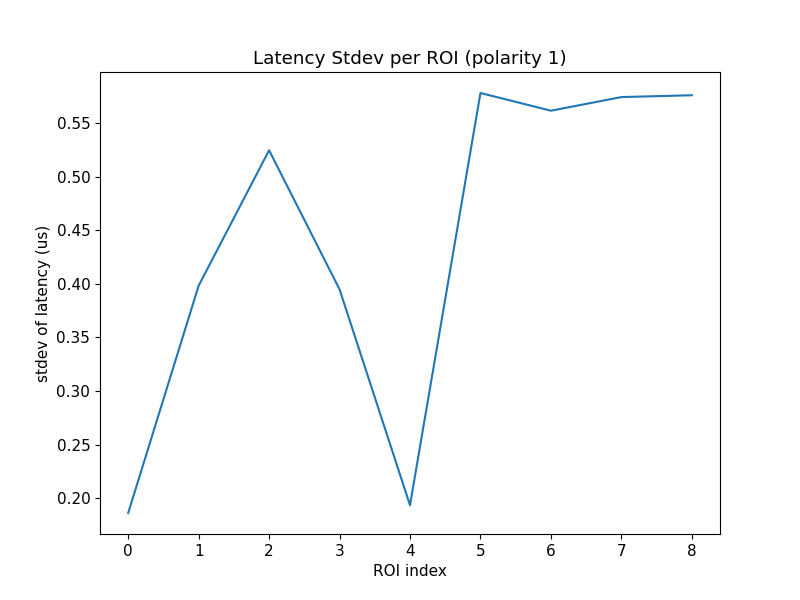 Latency Stdev per ROI (polarity 1)
stdev of latency (us)
0.55
0.50
0.45
0.40
0.35
0.30
0.25
0.20
0 1 2 3 4 5 6 7 8
ROI index